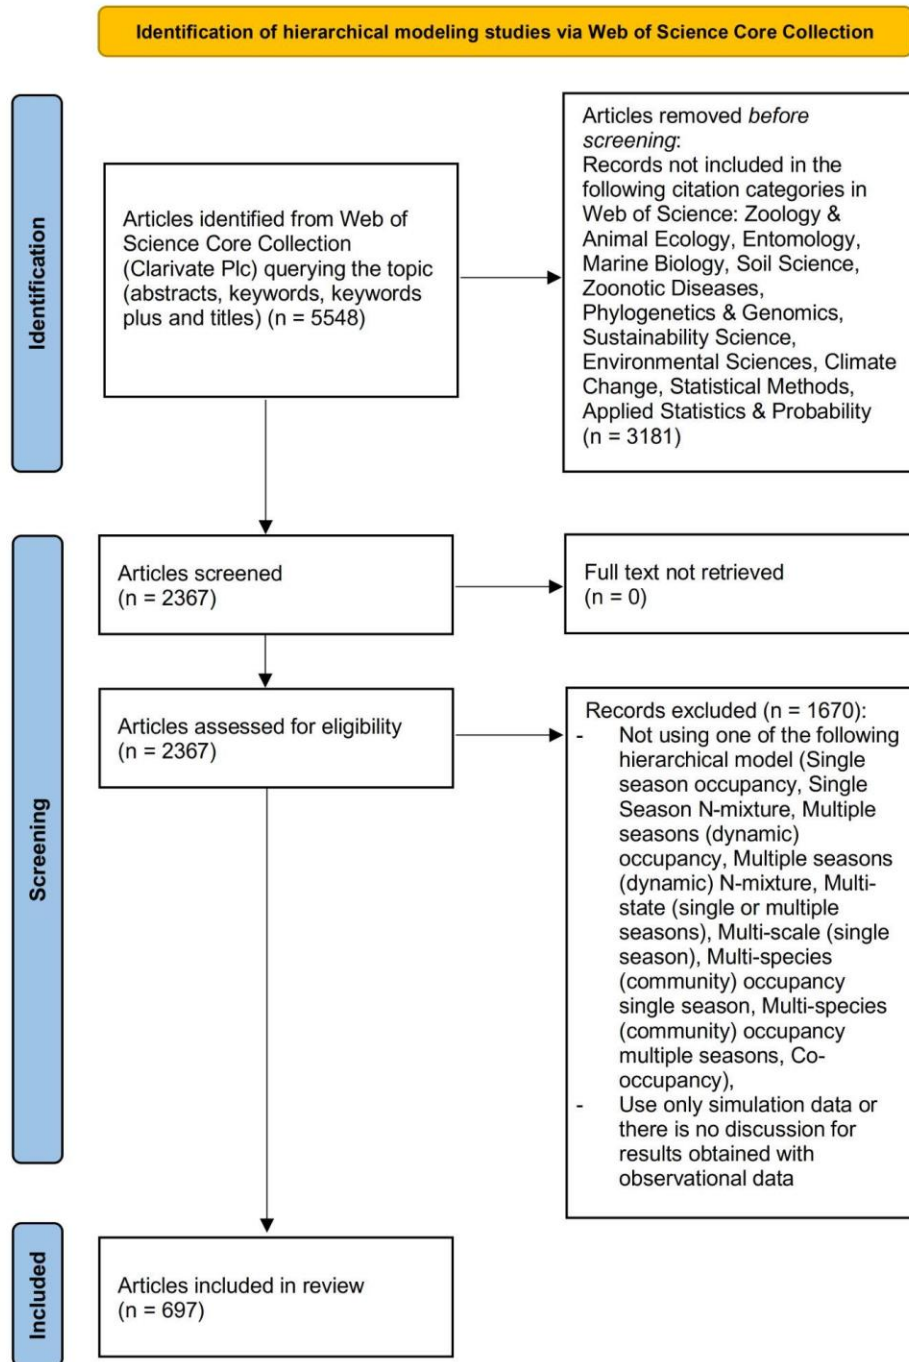 Identification of hierarchical modeling studies via Web of Science Core Collection
Identification
Articles identified from Web of
Science Core Collection
(Clarivate Plc) querying the topic
(abstracts, keywords, keywords
plus and titles) (n = 5548)
Articles removed before
screening:
Records not included in the
following citation categories in
Web of Science: Zoology &
Animal Ecology, Entomology,
Marine Biology, Soil Science,
Zoonotic Diseases,
Phylogenetics & Genomics,
Sustainability Science,
Environmental Sciences, Climate
Change, Statistical Methods,
Applied Statistics & Probability
(n = 3181)
Screening
Articles screened
(n = 2367)
Full text not retrieved
(n = 0)
Articles assessed for eligibility
(n = 2367)
Records excluded (n = 1670):
- Not using one of the following
hierarchical model (Single
season occupancy, Single
Season N-mixture, Multiple
seasons (dynamic)
occupancy, Multiple seasons
(dynamic) N-mixture, Multi-
state (single or multiple
seasons), Multi-scale (single
season), Multi-species
(community) occupancy
single season, Multi-species
(community) occupancy
multiple seasons, Co-
occupancy),
- Use only simulation data or
there is no discussion for
results obtained with
observational data
Included
Articles included in review
(n = 697)